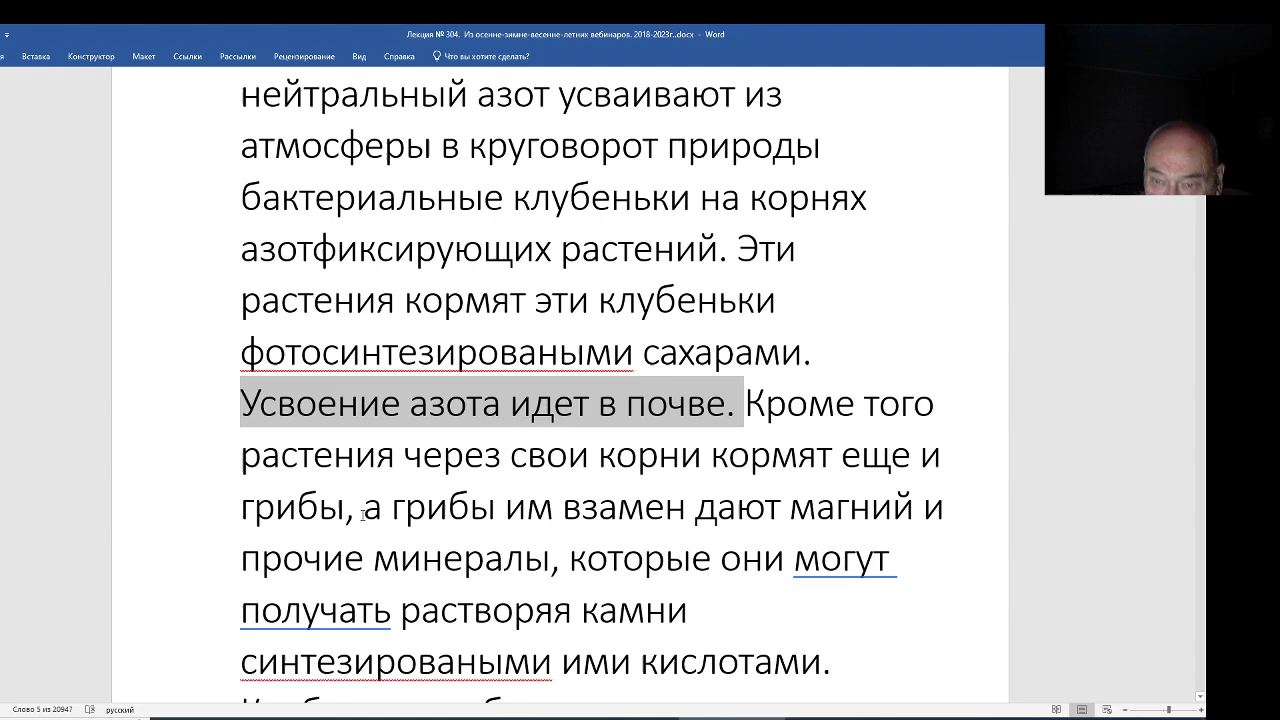 Лекция № 304. Из осенне-зимне-весенне-летних вебинаров. 2018-2023г..docx - Word
Вставка Конструктор Макет Ссылки Рассылки Рецензирование Вид Справка Что вы хотите сделать?
нейтральный азот усваивают из
атмосферы в круговорот природы
бактериальные клубеньки на корнях
азотфиксирующих растений. Эти
растения кормят эти клубеньки
фотосинтезироваными сахарами.
Усвоение азота идет в почве. Кроме того
растения через свои корни кормят еще и
грибы, а грибы им взамен дают магний и
прочие минералы, которые они могут
получать растворяя камни
синтезироваными ими кислотами.
Слово 5 из 20947 русский